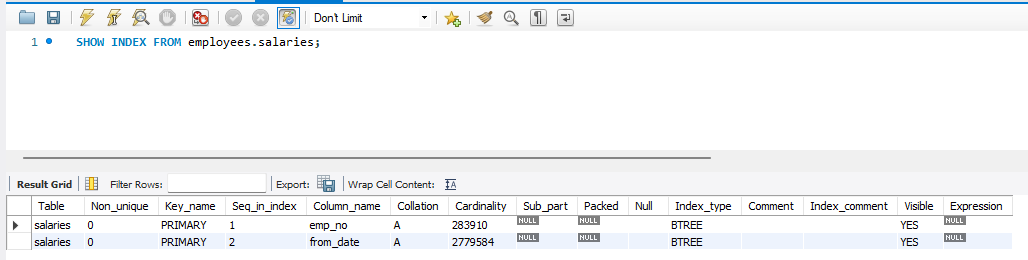 Don't Limit
1 SHOW INDEX FROM employees.salaries;
Result Grid Filter Rows: Export: Wrap Cell Content:
Table Non_unique Key_name Seq_in_index Column_name Collation Cardinality Sub_part Packed Null Index_type Comment Index_comment Visible Expression
salaries 0 PRIMARY 1 emp_no A 283910 NULL NULL BTREE YES NULL
salaries 0 PRIMARY 2 from_date A 2779584 NULL NULL BTREE YES NULL